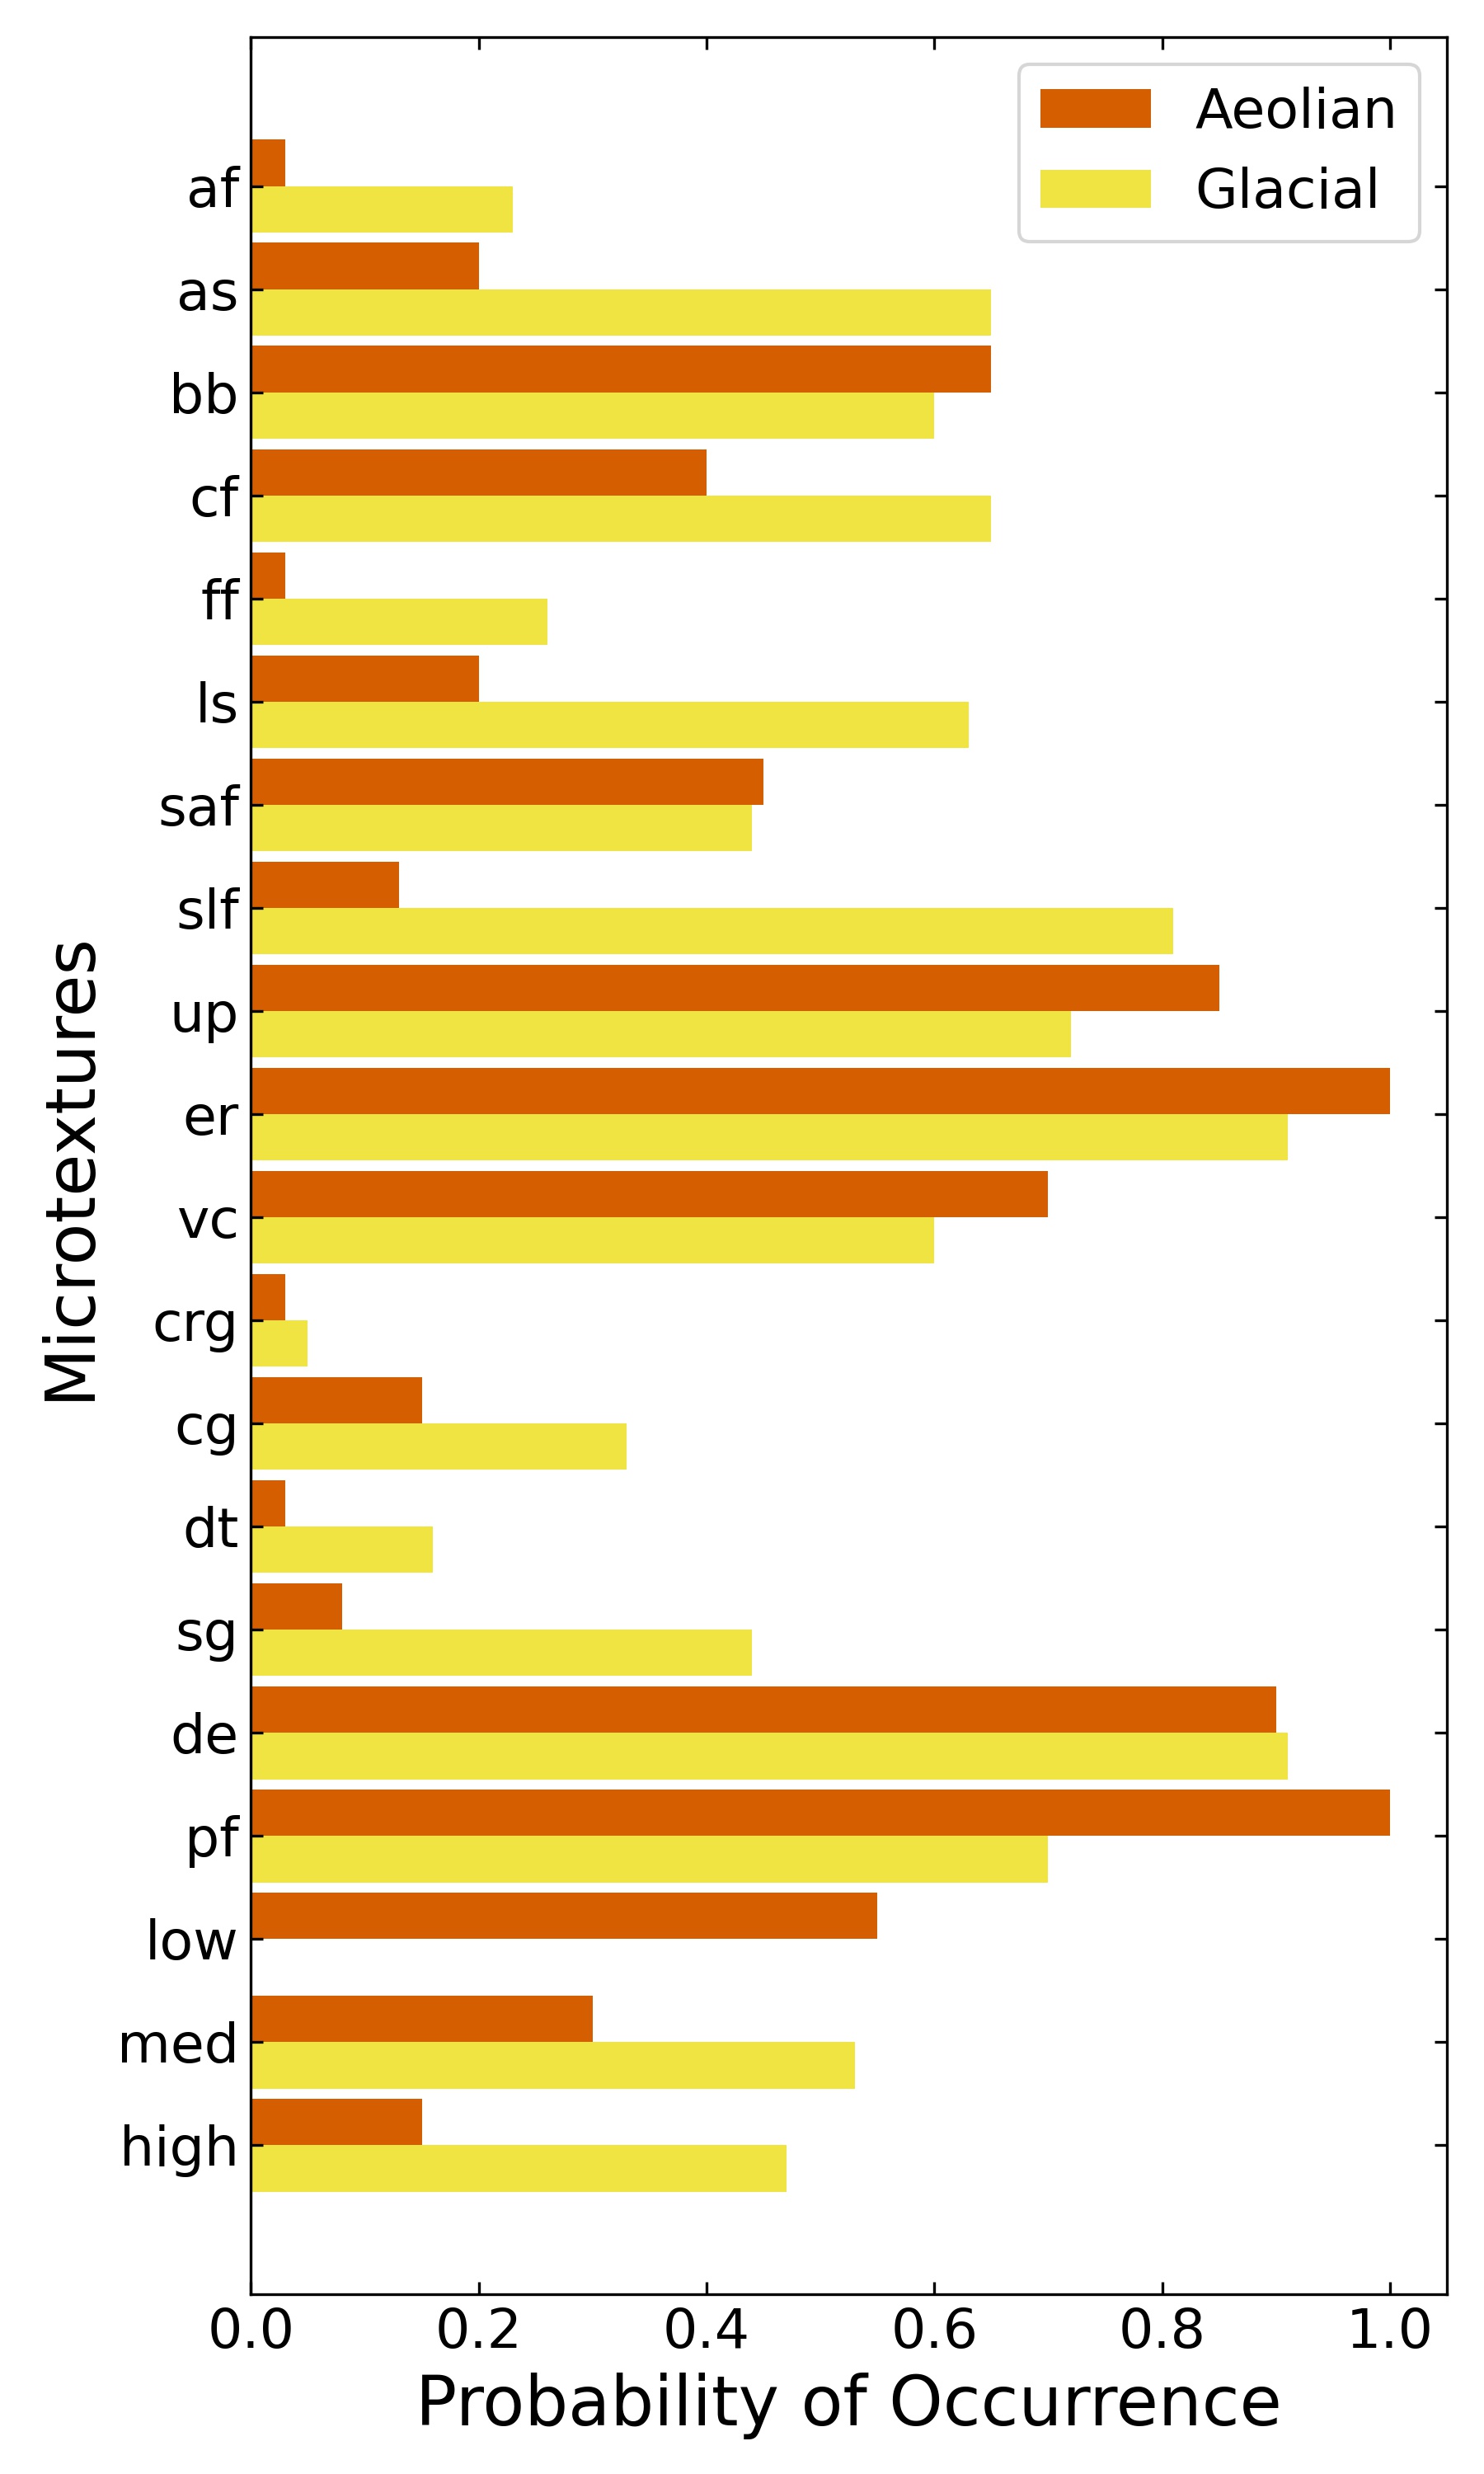 Aeolian
Glacial
Microtextures
af
as
bb
cf
ff
ls
saf
slf
up
er
vc
crg
cg
dt
sg
de
pf
low
med
high
0.0 0.2 0.4 0.6 0.8 1.0
Probability of Occurrence